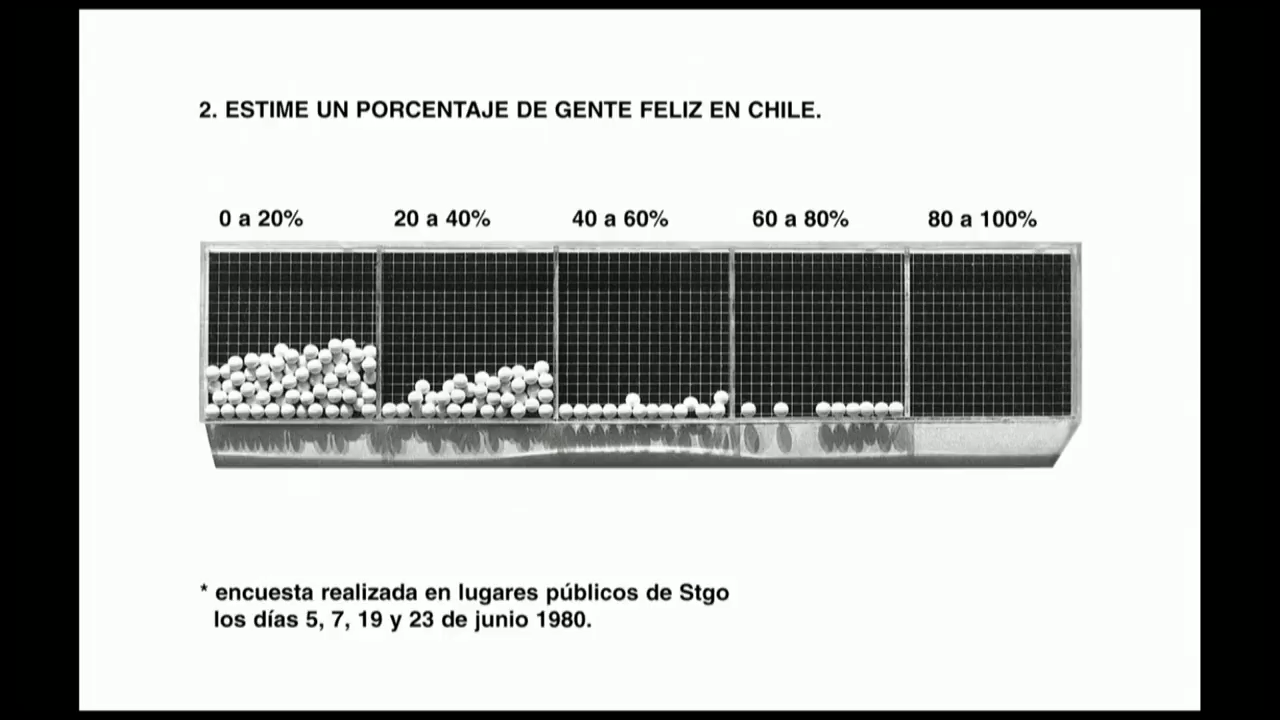 2. ESTIME UN PORCENTAJE DE GENTE FELIZ EN CHILE.
0 a 20% 20 a 40% 40 a 60% 60 a 80% 80 a 100%
* encuesta realizada en lugares públicos de Stgo
los días 5, 7, 19 y 23 de junio 1980.